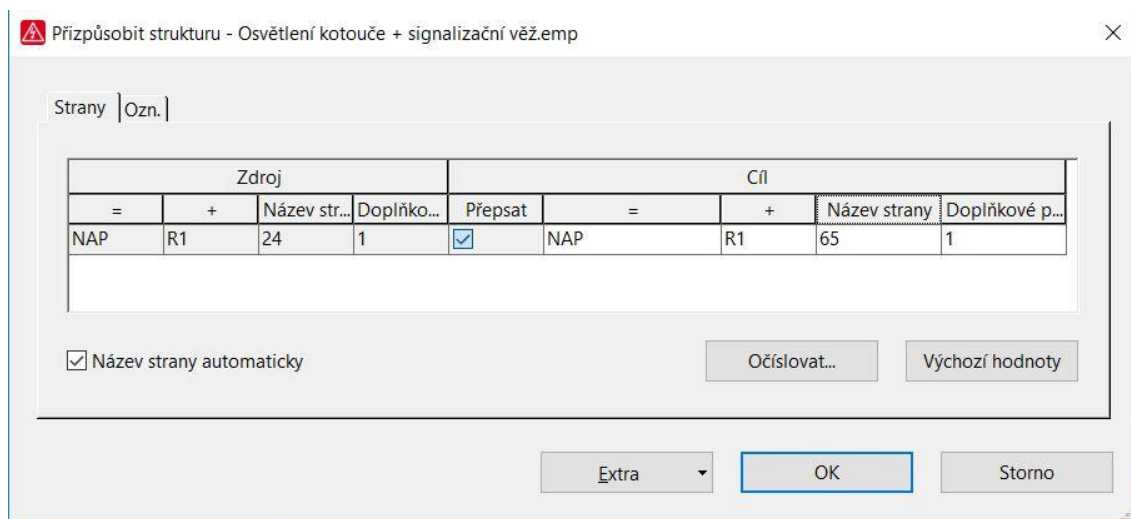 Přizpůsobit strukturu - Osvětlení kotouče + signalizační věž.emp
Strany Ozn.
Zdroj Cíl
= + Název str... Doplňko... Přepsat = + Název strany Doplňkové p...
NAP R1 24 1 NAP R1 65 1
Název strany automaticky Očíslovat... Výchozí hodnoty
Extra OK Storno